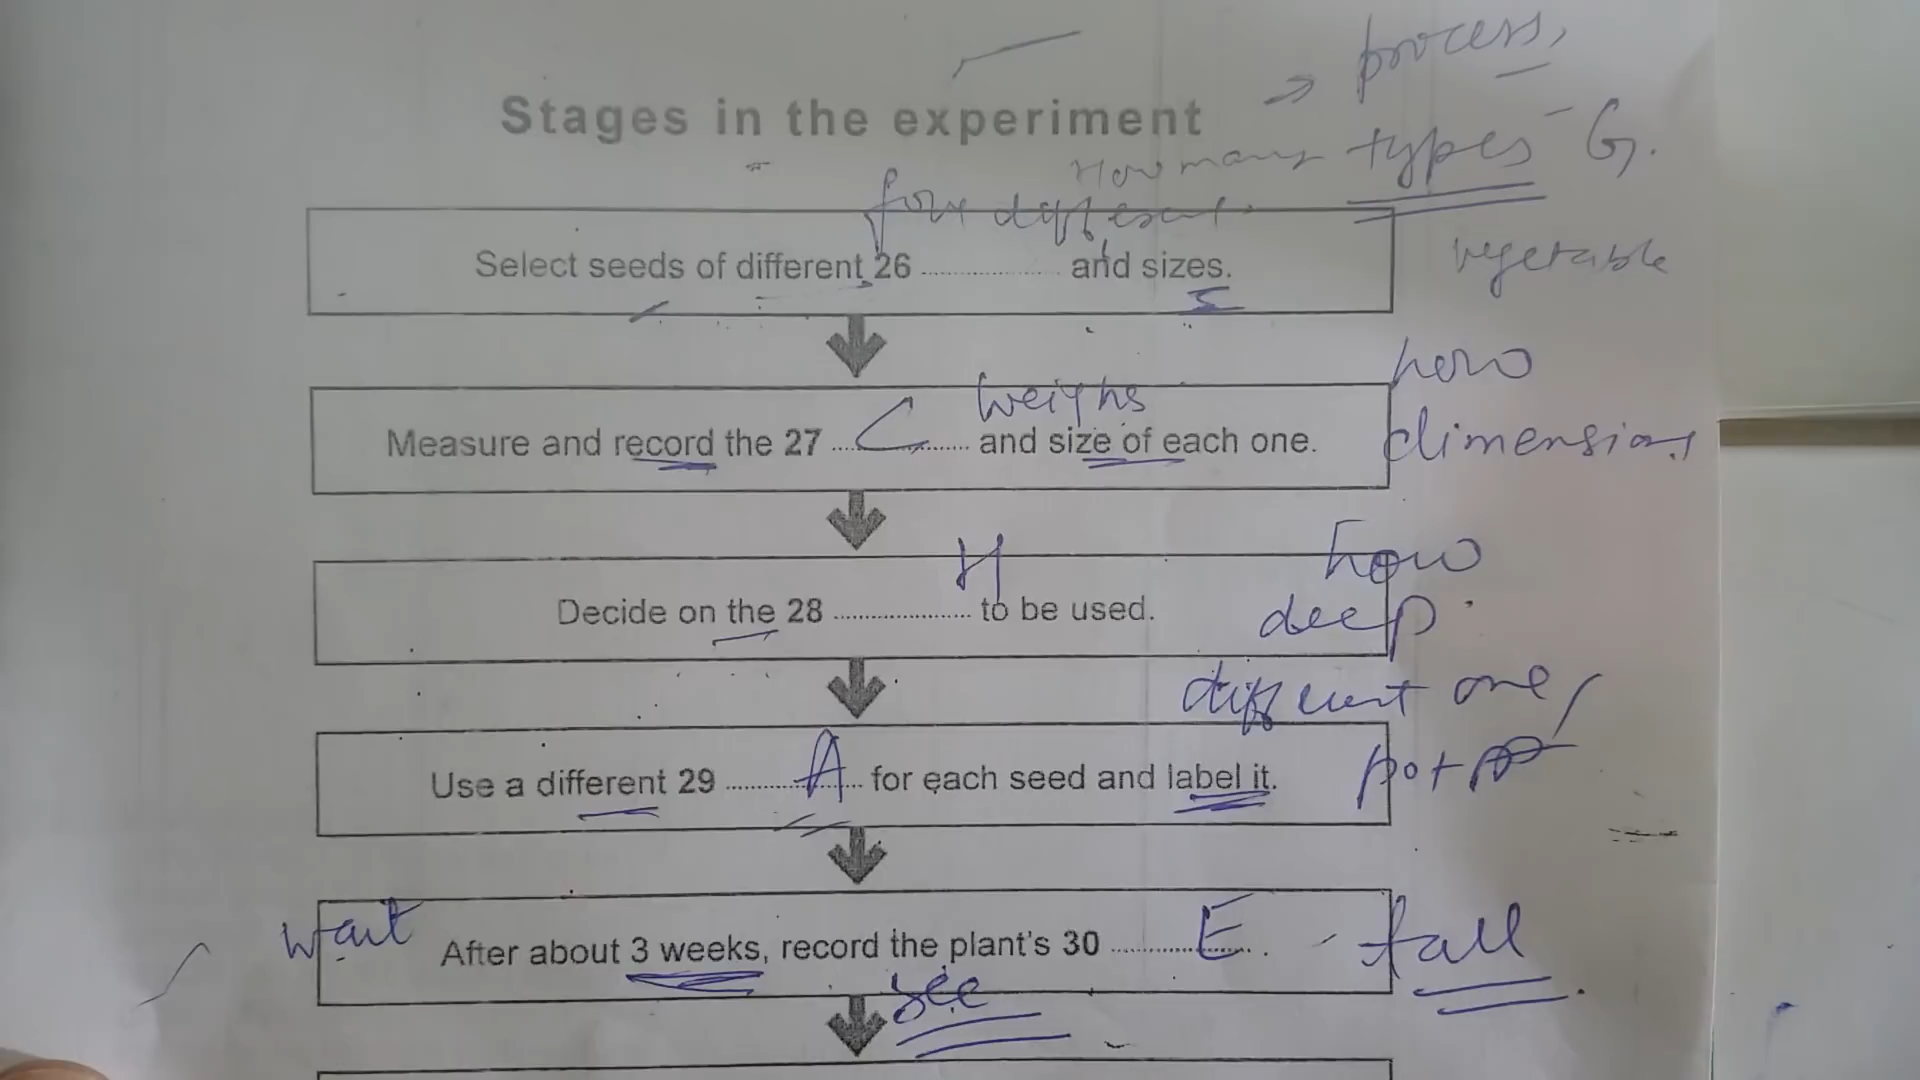 process,
Stages in the experiment
How many types G.
four different
Select seeds of different 26 ........ and sizes.
vegetable
how
weighs
Measure and record the 27 ... C ... and size of each one.
dimensions
H
how
Decide on the 28 ........ to be used.
deep
different one
Use a different 29 ........ A ... for each seed and label it.
pot
wait
After about 3 weeks, record the plant's 30 ........ E .. .
tall
see